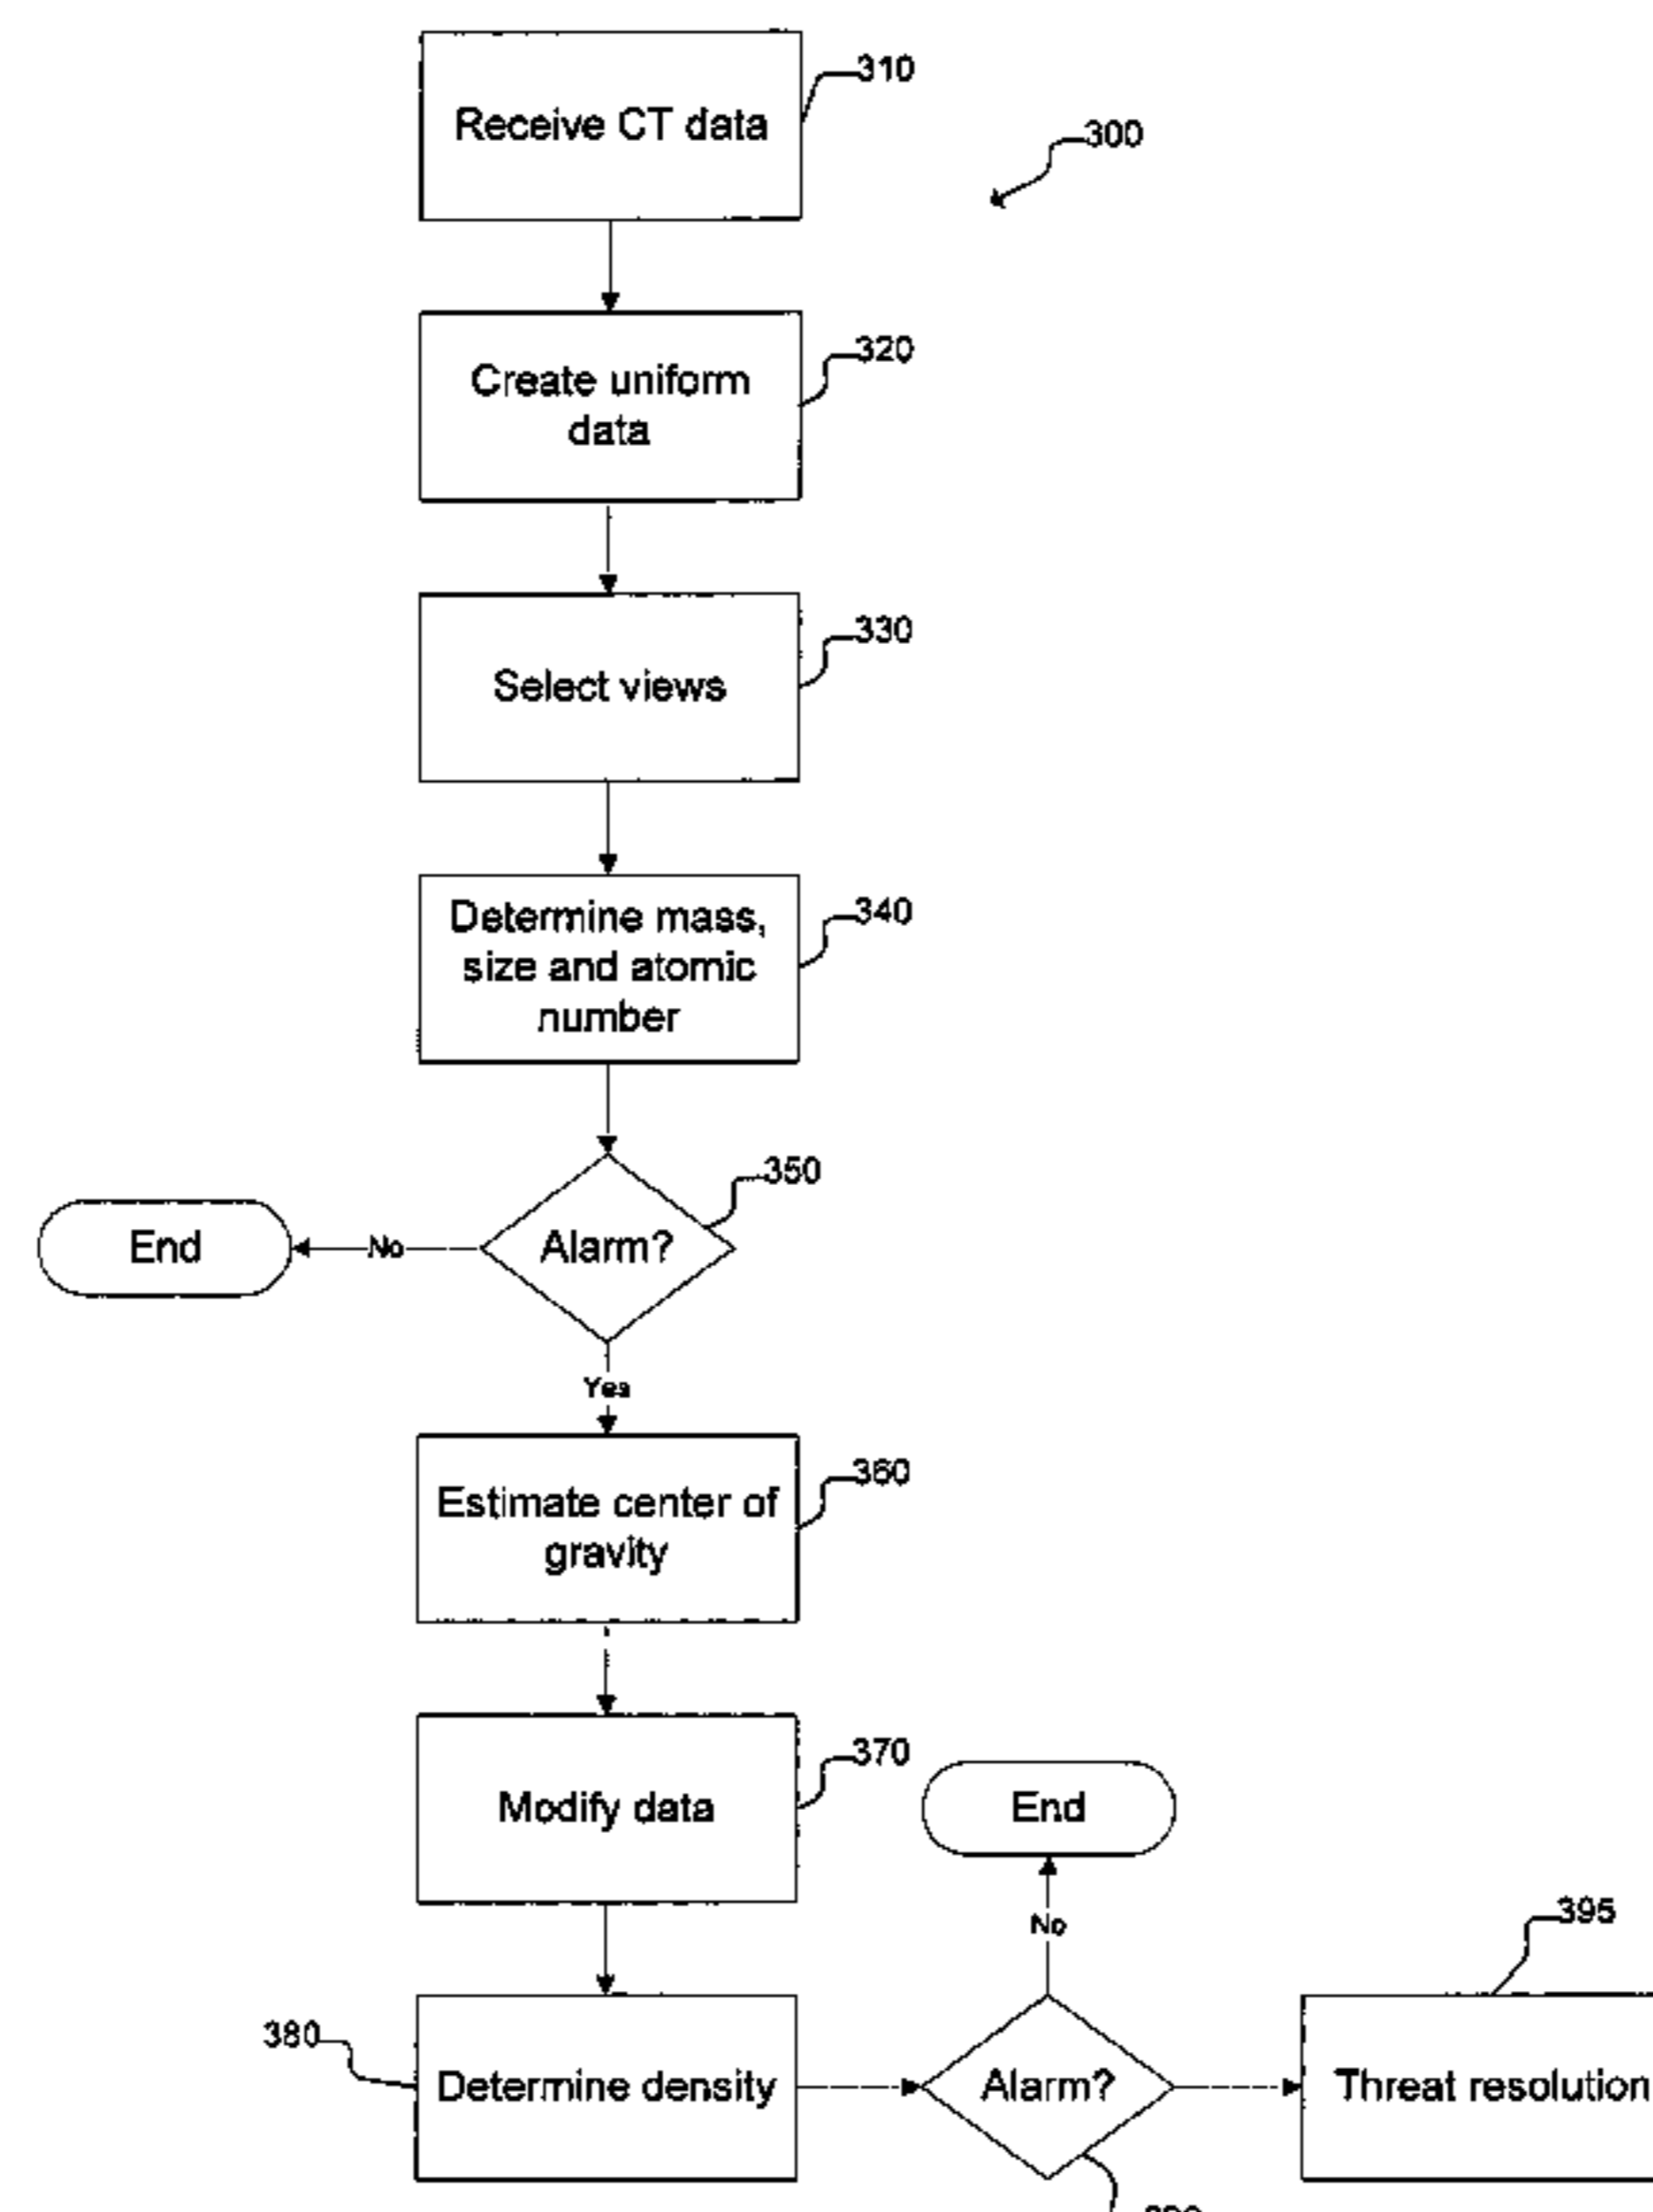 310
Receive CT data
300
320
Create uniform
data
330
Select views
340
Determine mass,
size and atomic
number
350
End
No
Alarm?
Yes
360
Estimate center of
gravity
370
Modify data
End
No
395
380
Determine density
Alarm?
Threat resolution